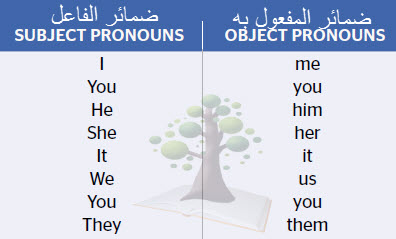 ضمائر الفاعل ضمائر المفعول به
SUBJECT PRONOUNS OBJECT PRONOUNS
I me
You you
He him
She her
It it
We us
You you
They them